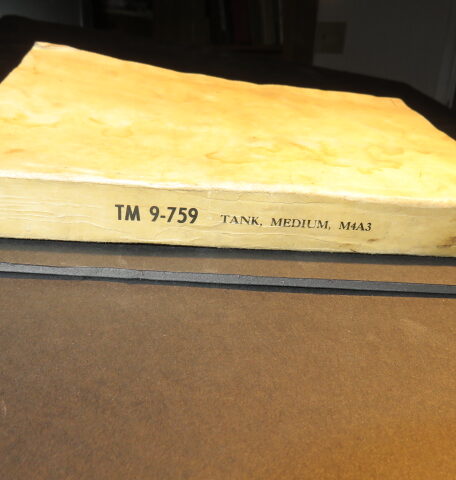 TM 9-759 TANK, MEDIUM, M4A3